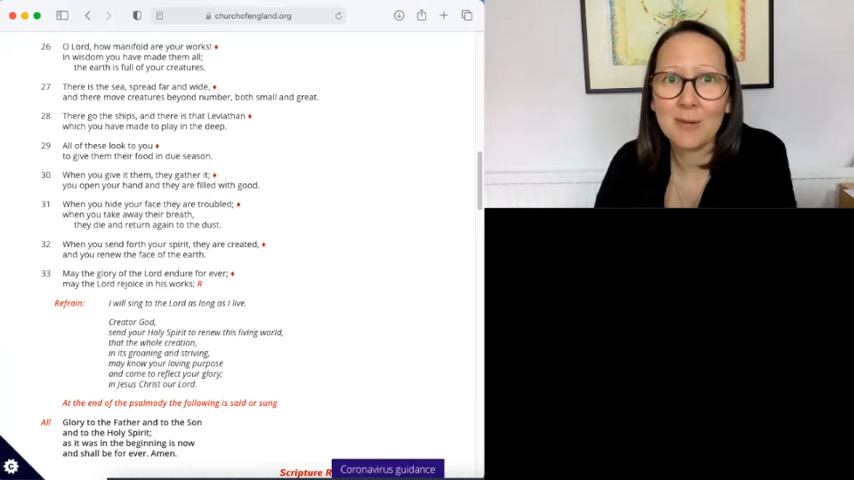 churchofengland.org
26 O Lord, how manifold are your works! ♦
In wisdom you have made them all;
the earth is full of your creatures.
27 There is the sea, spread far and wide, ♦
and there move creatures beyond number, both small and great.
28 There go the ships, and there is that Leviathan ♦
which you have made to play in the deep.
29 All of these look to you ♦
to give them their food in due season.
30 When you give it them, they gather it; ♦
you open your hand and they are filled with good.
31 When you hide your face they are troubled; ♦
when you take away their breath,
they die and return again to the dust.
32 When you send forth your spirit, they are created, ♦
and you renew the face of the earth.
33 May the glory of the Lord endure for ever; ♦
may the Lord rejoice in his works; R
Refrain: I will sing to the Lord as long as I live.
Creator God,
send your Holy Spirit to renew this living world,
that the whole creation,
in its groaning and striving,
may know your loving purpose
and come to reflect your glory;
in Jesus Christ our Lord.
At the end of the psalmody the following is said or sung
All Glory to the Father and to the Son
and to the Holy Spirit;
as it was in the beginning is now
and shall be for ever. Amen.
Scripture R
Coronavirus guidance